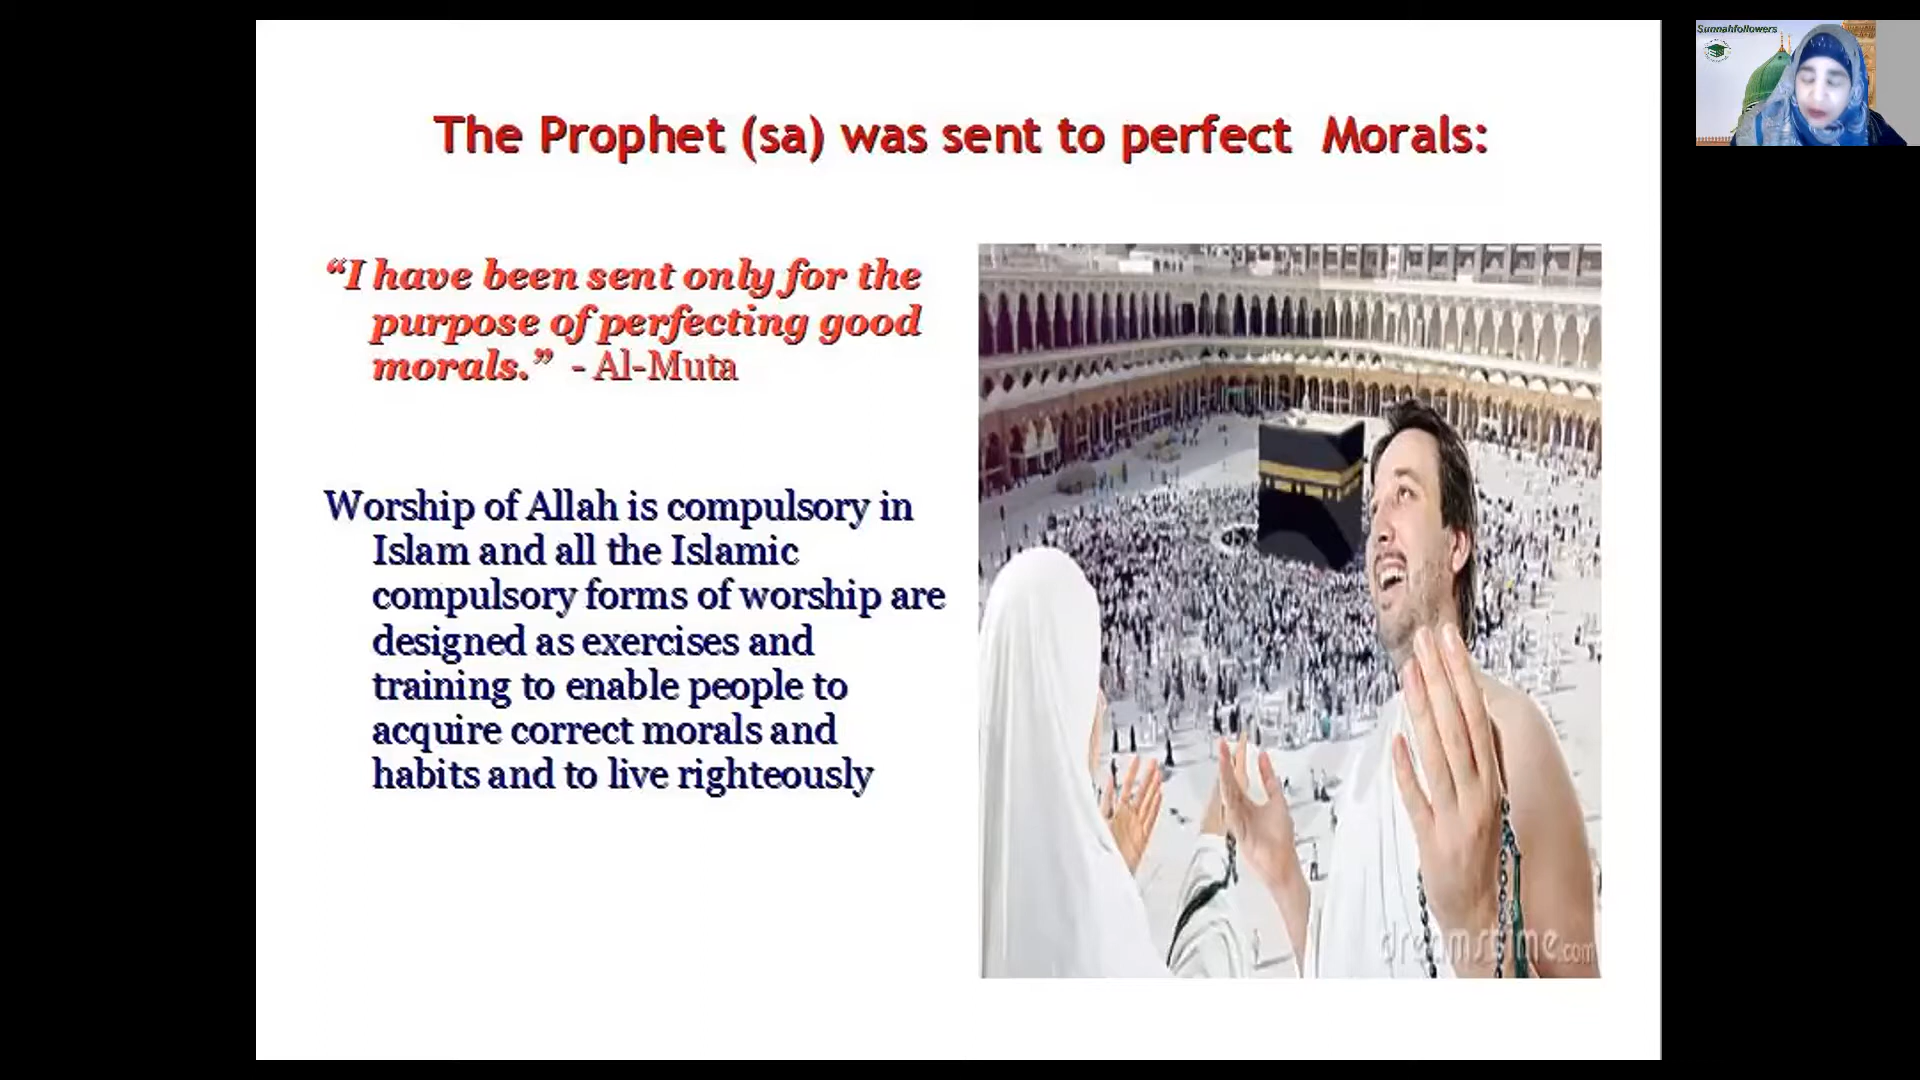 Sunnahfollowers
The Prophet (sa) was sent to perfect  Morals:
“I have been sent only for the
purpose of perfecting good
morals.”  - Al-Muta
Worship of Allah is compulsory in
Islam and all the Islamic
compulsory forms of worship are
designed as exercises and
training to enable people to
acquire correct morals and
habits and to live righteously
dreamstime.com